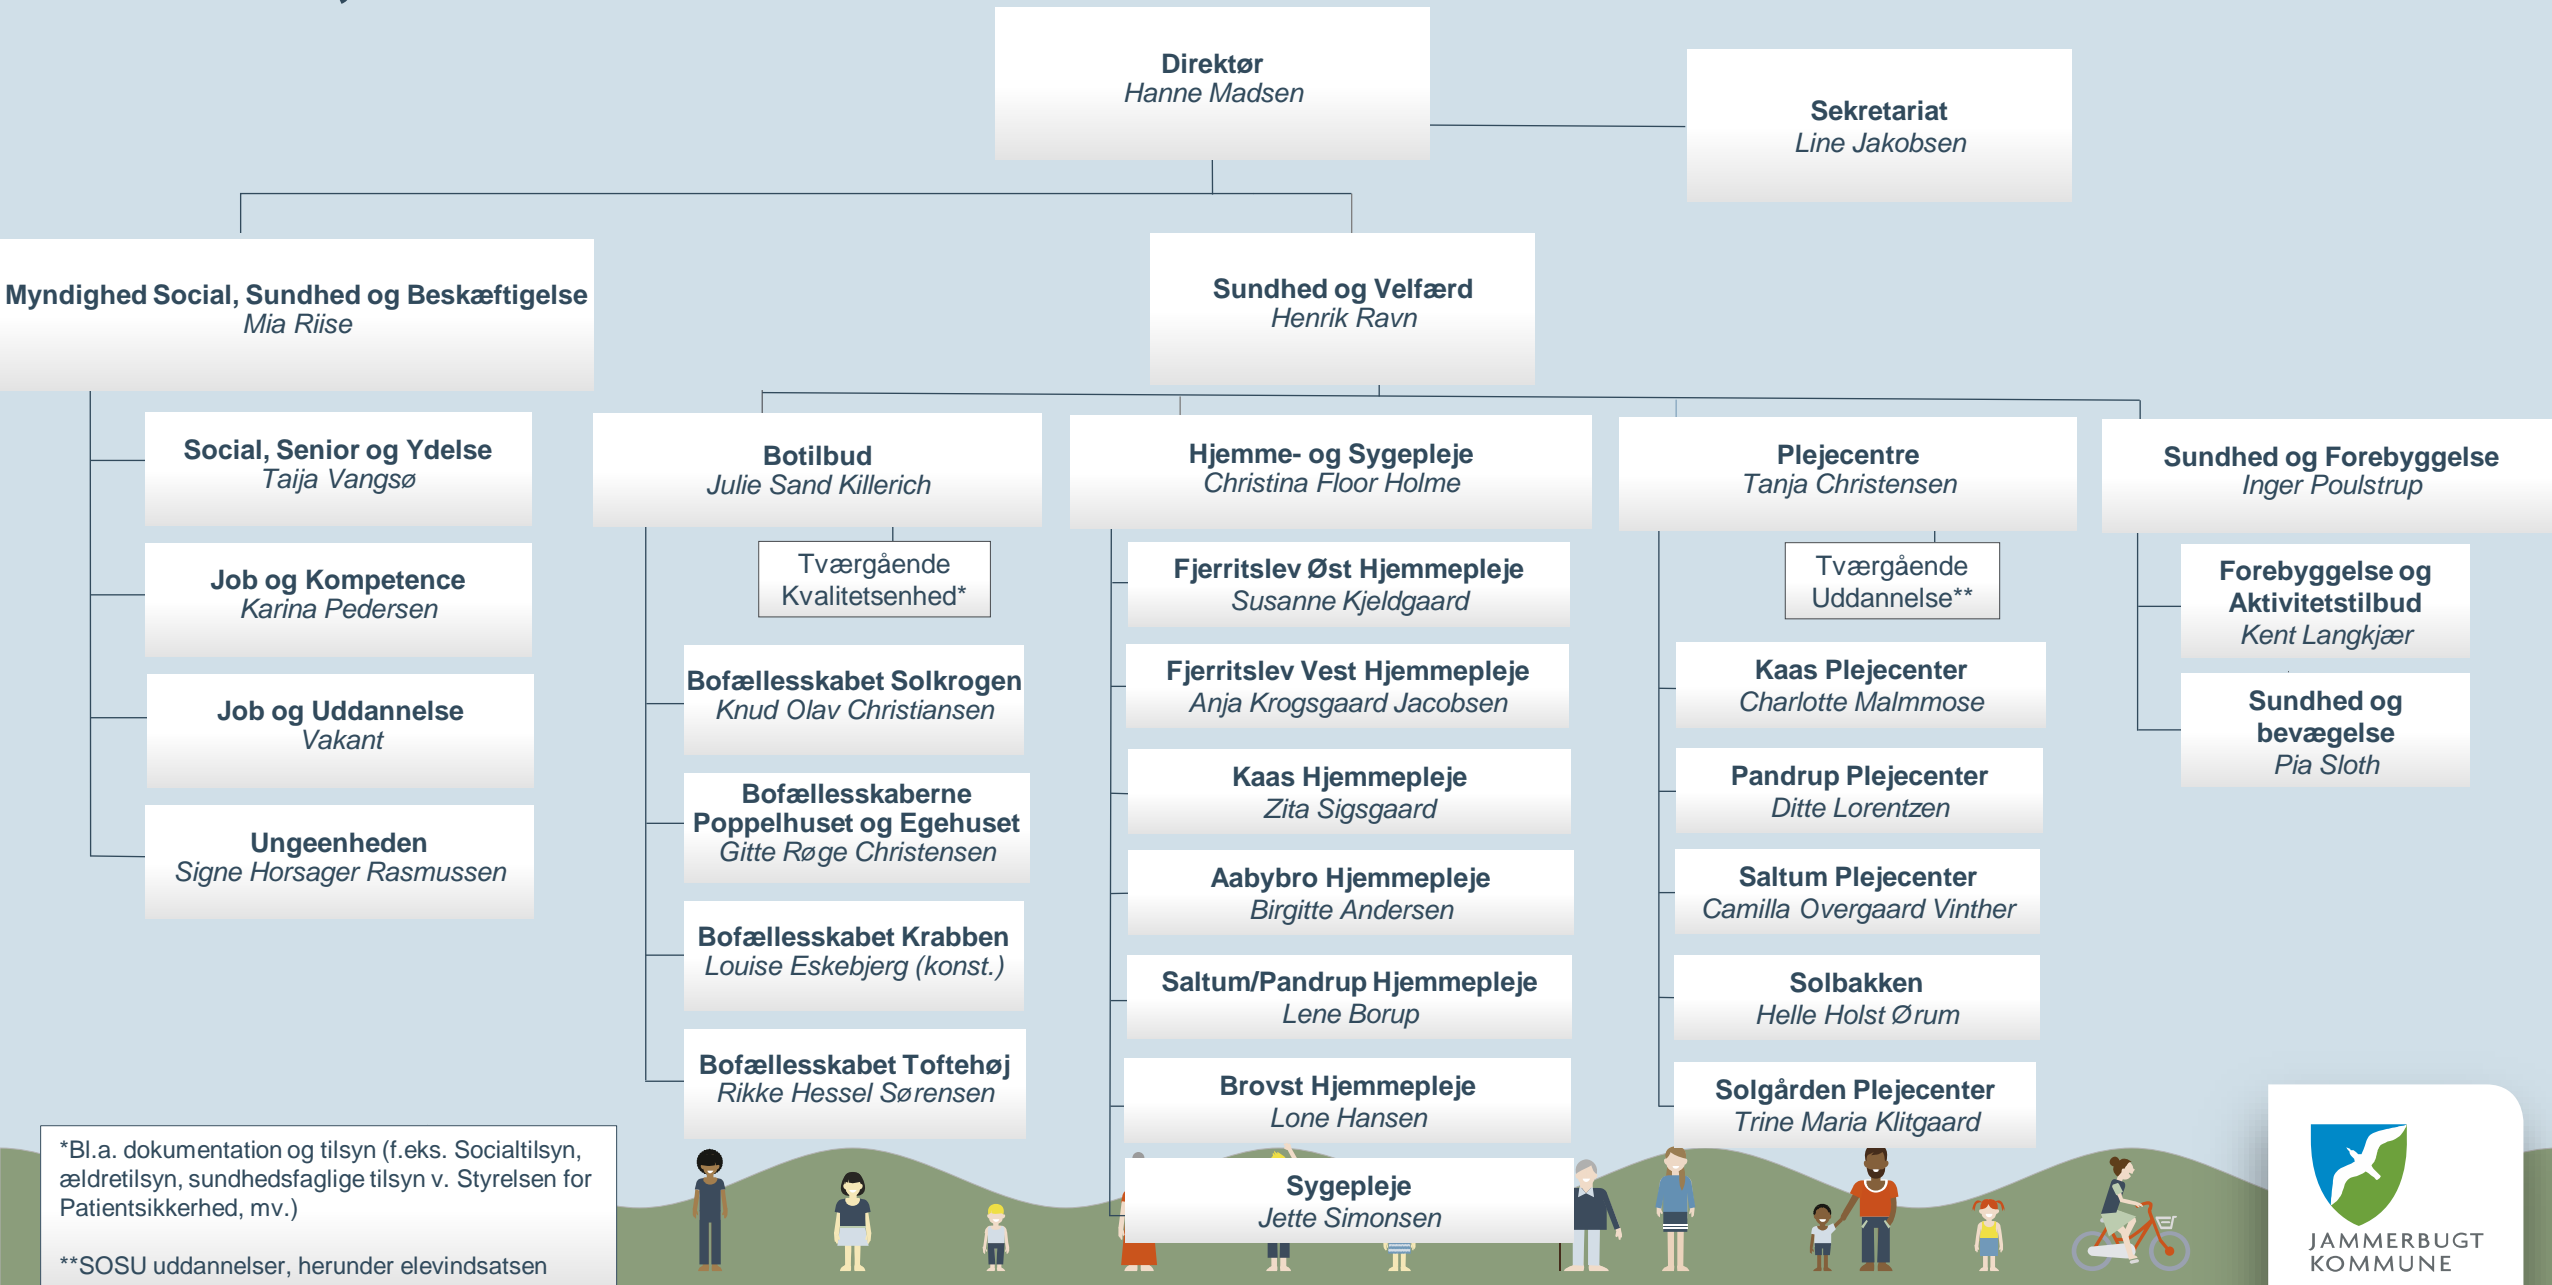 Direktør
Hanne Madsen
Sekretariat
Line Jakobsen
Myndighed Social, Sundhed og Beskæftigelse
Mia Riise
Sundhed og Velfærd
Henrik Ravn
Social, Senior og Ydelse
Taija Vangsø
Job og Kompetence
Karina Pedersen
Job og Uddannelse
Vakant
Ungeenheden
Signe Horsager Rasmussen
Botilbud
Julie Sand Killerich
Tværgående
Kvalitetsenhed*
Bofællesskabet Solkrogen
Knud Olav Christiansen
Bofællesskaberne
Poppelhuset og Egehuset
Gitte Røge Christensen
Bofællesskabet Krabben
Louise Eskebjerg (konst.)
Bofællesskabet Toftehøj
Rikke Hessel Sørensen
Hjemme- og Sygepleje
Christina Floor Holme
Fjerritslev Øst Hjemmepleje
Susanne Kjeldgaard
Fjerritslev Vest Hjemmepleje
Anja Krogsgaard Jacobsen
Kaas Hjemmepleje
Zita Sigsgaard
Aabybro Hjemmepleje
Birgitte Andersen
Saltum/Pandrup Hjemmepleje
Lene Borup
Brovst Hjemmepleje
Lone Hansen
Sygepleje
Jette Simonsen
Plejecentre
Tanja Christensen
Tværgående
Uddannelse**
Kaas Plejecenter
Charlotte Malmmose
Pandrup Plejecenter
Ditte Lorentzen
Saltum Plejecenter
Camilla Overgaard Vinther
Solbakken
Helle Holst Ørum
Solgården Plejecenter
Trine Maria Klitgaard
Sundhed og Forebyggelse
Inger Poulstrup
Forebyggelse og
Aktivitetstilbud
Kent Langkjær
Sundhed og
bevægelse
Pia Sloth
*Bl.a. dokumentation og tilsyn (f.eks. Socialtilsyn,
ældretilsyn, sundhedsfaglige tilsyn v. Styrelsen for
Patientsikkerhed, mv.)
**SOSU uddannelser, herunder elevindsatsen
JAMMERBUGT
KOMMUNE